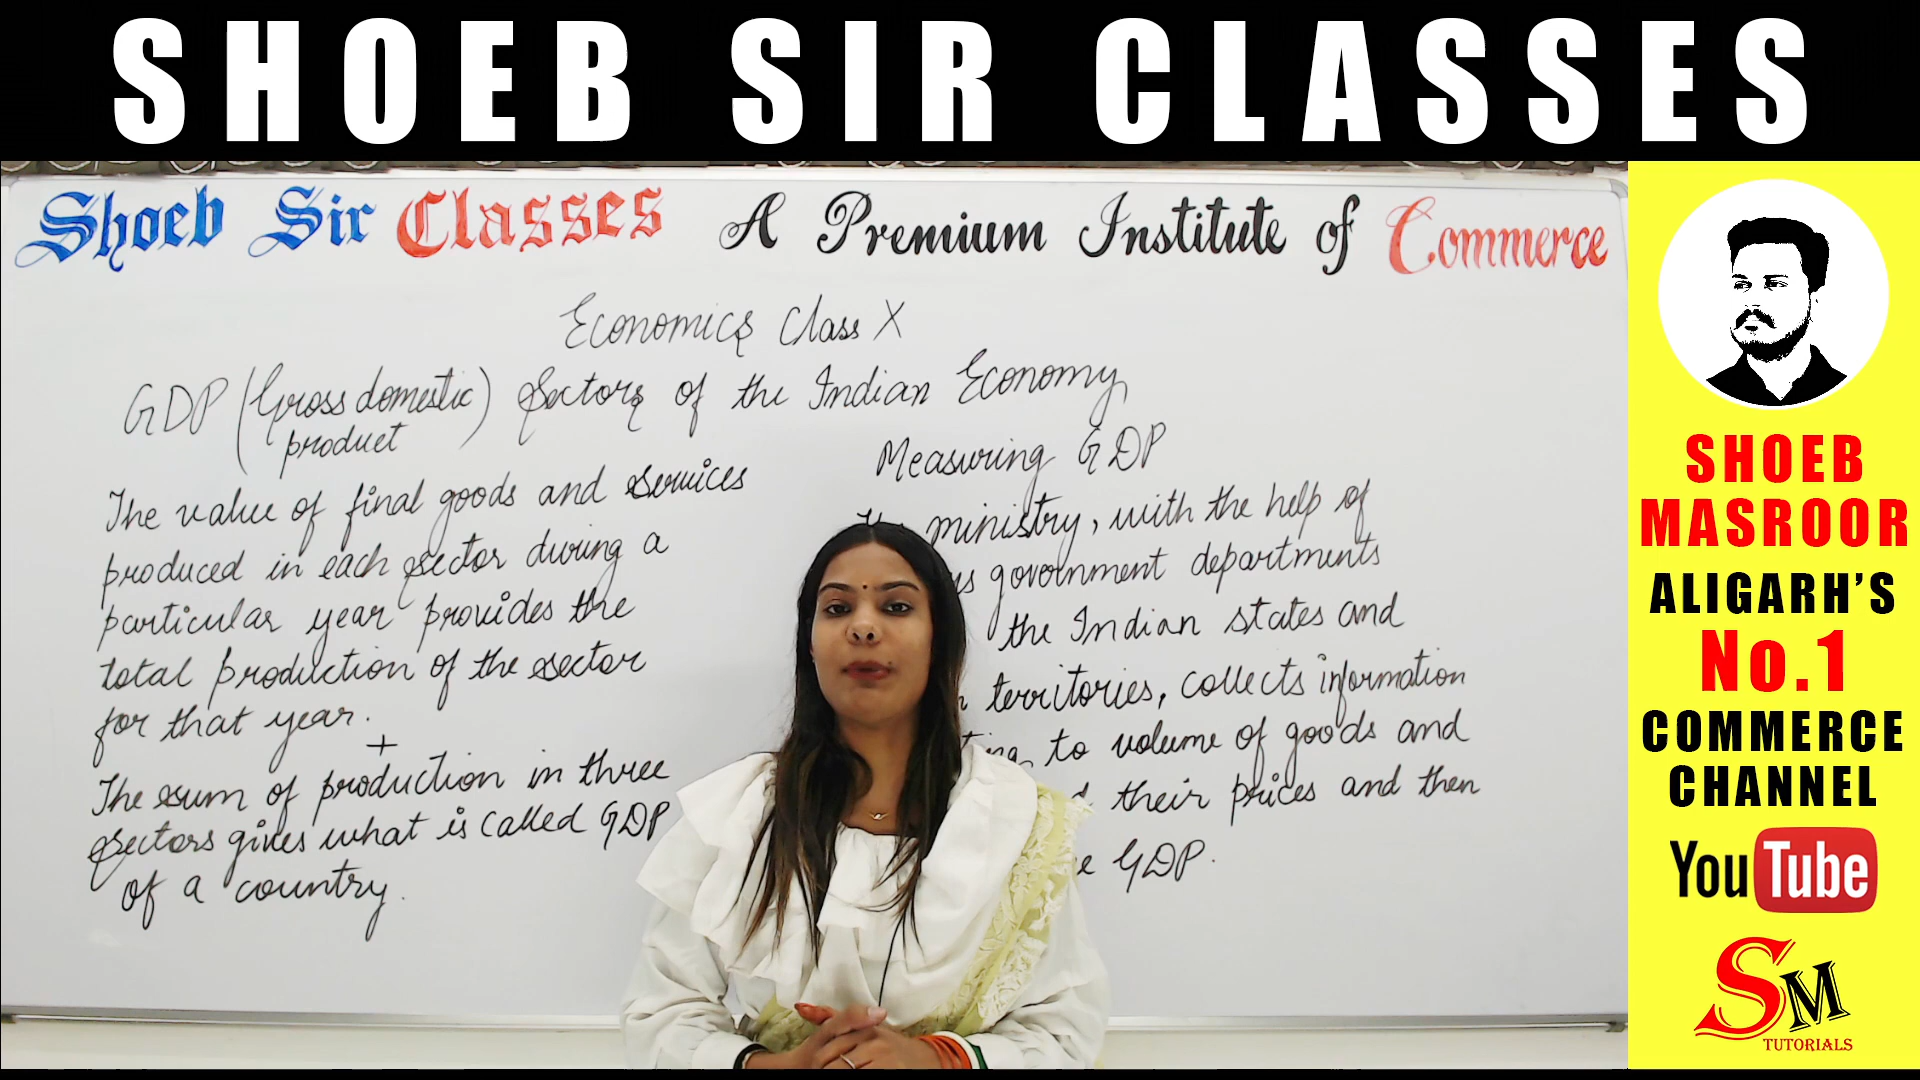 SHOEB SIR CLASSES
Shoeb Sir Classes A Premium Institute of Commerce
Economics Class X
GDP (Gross domestic product) Sectors of the Indian Economy
The value of final goods and services
produced in each sector during a
particular year provides the
total production of the sector
for that year.
+
The sum of production in three
sectors gives what is called GDP
of a country.
Measuring GDP
ministry, with the help of
government departments
the Indian states and
territories, collects information
to volume of goods and
their prices and then
GDP.
SHOEB
MASROOR
ALIGARH'S
No.1
COMMERCE
CHANNEL
YouTube
SM
TUTORIALS